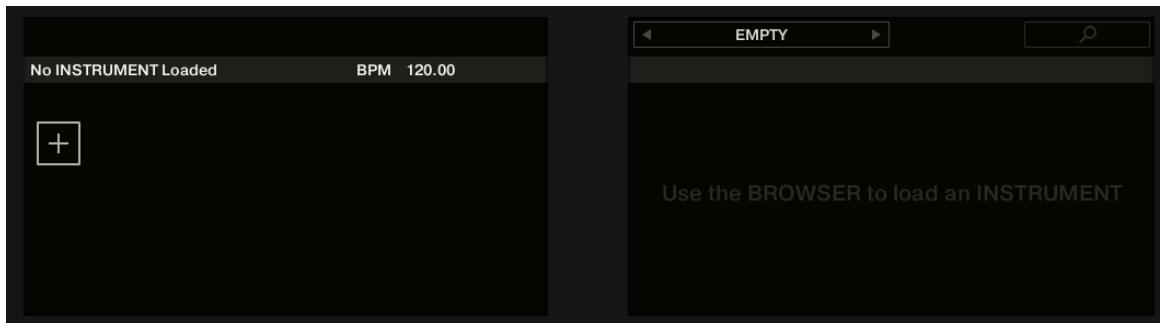 No INSTRUMENT Loaded BPM 120.00
EMPTY
Use the BROWSER to load an INSTRUMENT